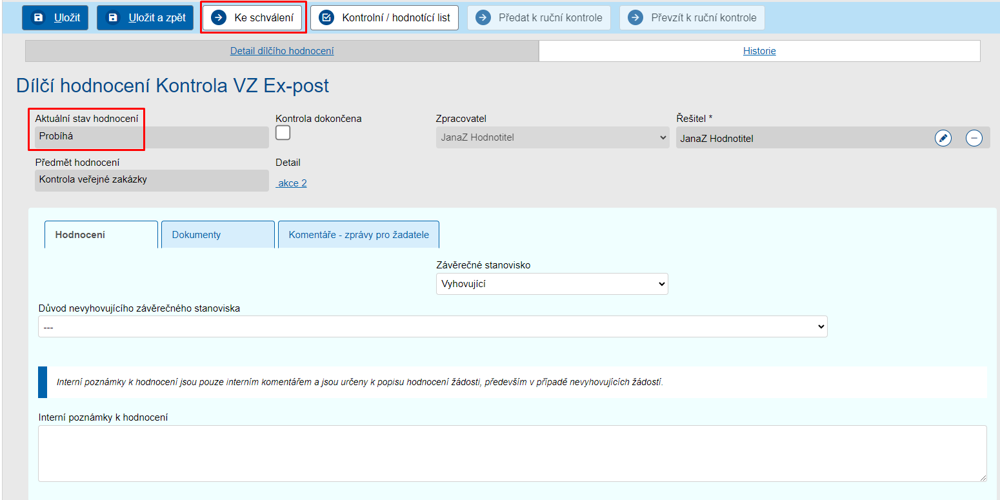 Uložit Uložit a zpět Ke schválení Kontrolní / hodnotící list Předat k ruční kontrole Převzít k ruční kontrole
Detail dílčího hodnocení Historie
Dílčí hodnocení Kontrola VZ Ex-post
Aktuální stav hodnocení Kontrola dokončena Zpracovatel Řešitel *
Probíhá JanaZ Hodnotitel JanaZ Hodnotitel
Předmět hodnocení Detail
Kontrola veřejné zakázky akce 2
Hodnocení Dokumenty Komentáře - zprávy pro žadatele
Závěrečné stanovisko
Vyhovující
Důvod nevyhovujícího závěrečného stanoviska
---
Interní poznámky k hodnocení jsou pouze interním komentářem a jsou určeny k popisu hodnocení žádosti, především v případě nevyhovujících žádostí.
Interní poznámky k hodnocení